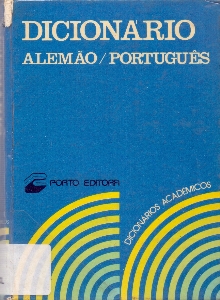 DICIONÁRIO
ALEMÃO / PORTUGUÊS
PORTO EDITORA
DICIONÁRIOS ACADÉMICOS